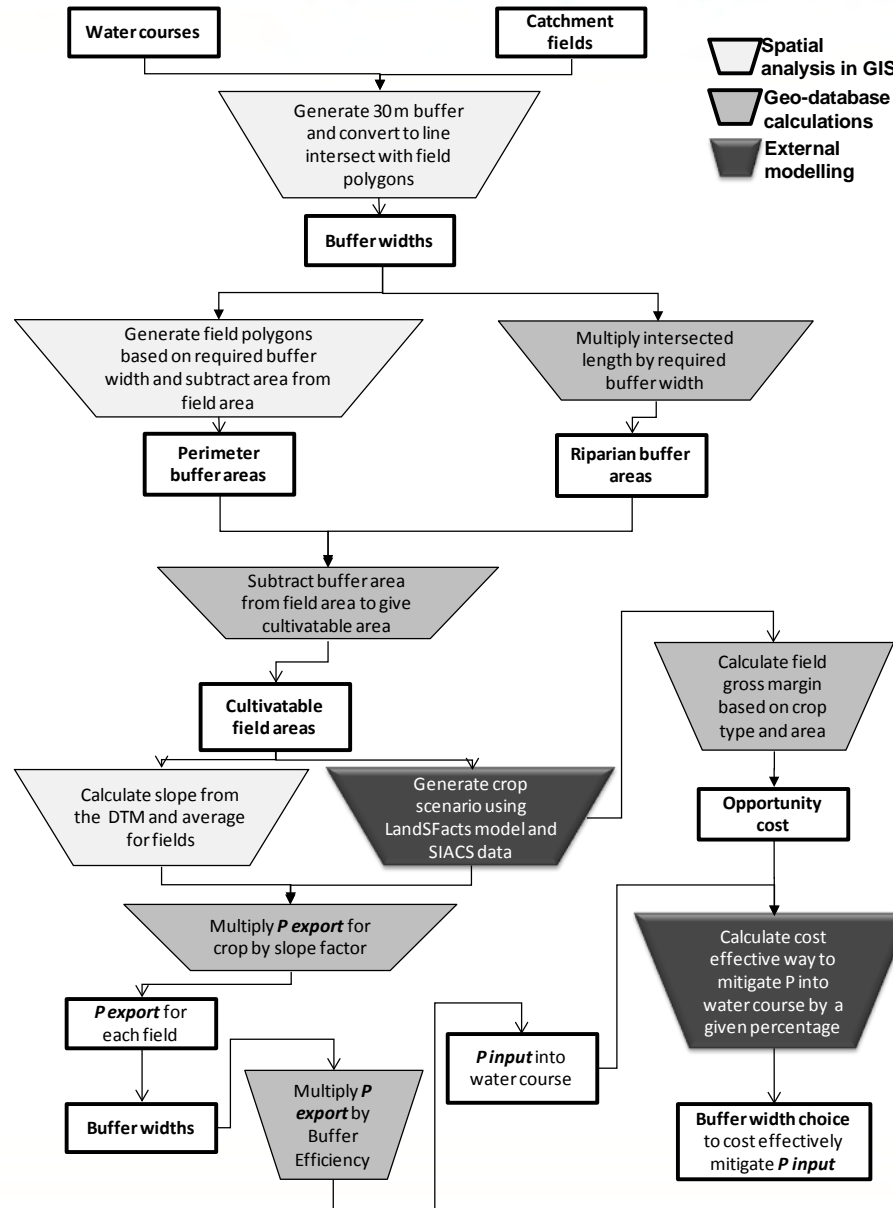 Water courses
Catchment
fields
Spatial
analysis in GIS
Geo-database
calculations
External
modelling
Generate 30 m buffer
and convert to line
intersect with field
polygons
Buffer widths
Generate field polygons
based on required buffer
width and subtract area from
field area
Multiply intersected
length by required
buffer width
Perimeter
buffer areas
Riparian buffer
areas
Subtract buffer area
from field area to give
cultivatable area
Cultivatable
field areas
Calculate field
gross margin
based on crop
type and area
Calculate slope from
the DTM and average
for fields
Generate crop
scenario using
LandSFacts model and
SIACS data
Opportunity
cost
Multiply P export for
crop by slope factor
Calculate cost
effective way to
mitigate P into
water course by a
given percentage
P export for
each field
P input into
water course
Buffer widths
Multiply P
export by
Buffer
Efficiency
Buffer width choice
to cost effectively
mitigate P input